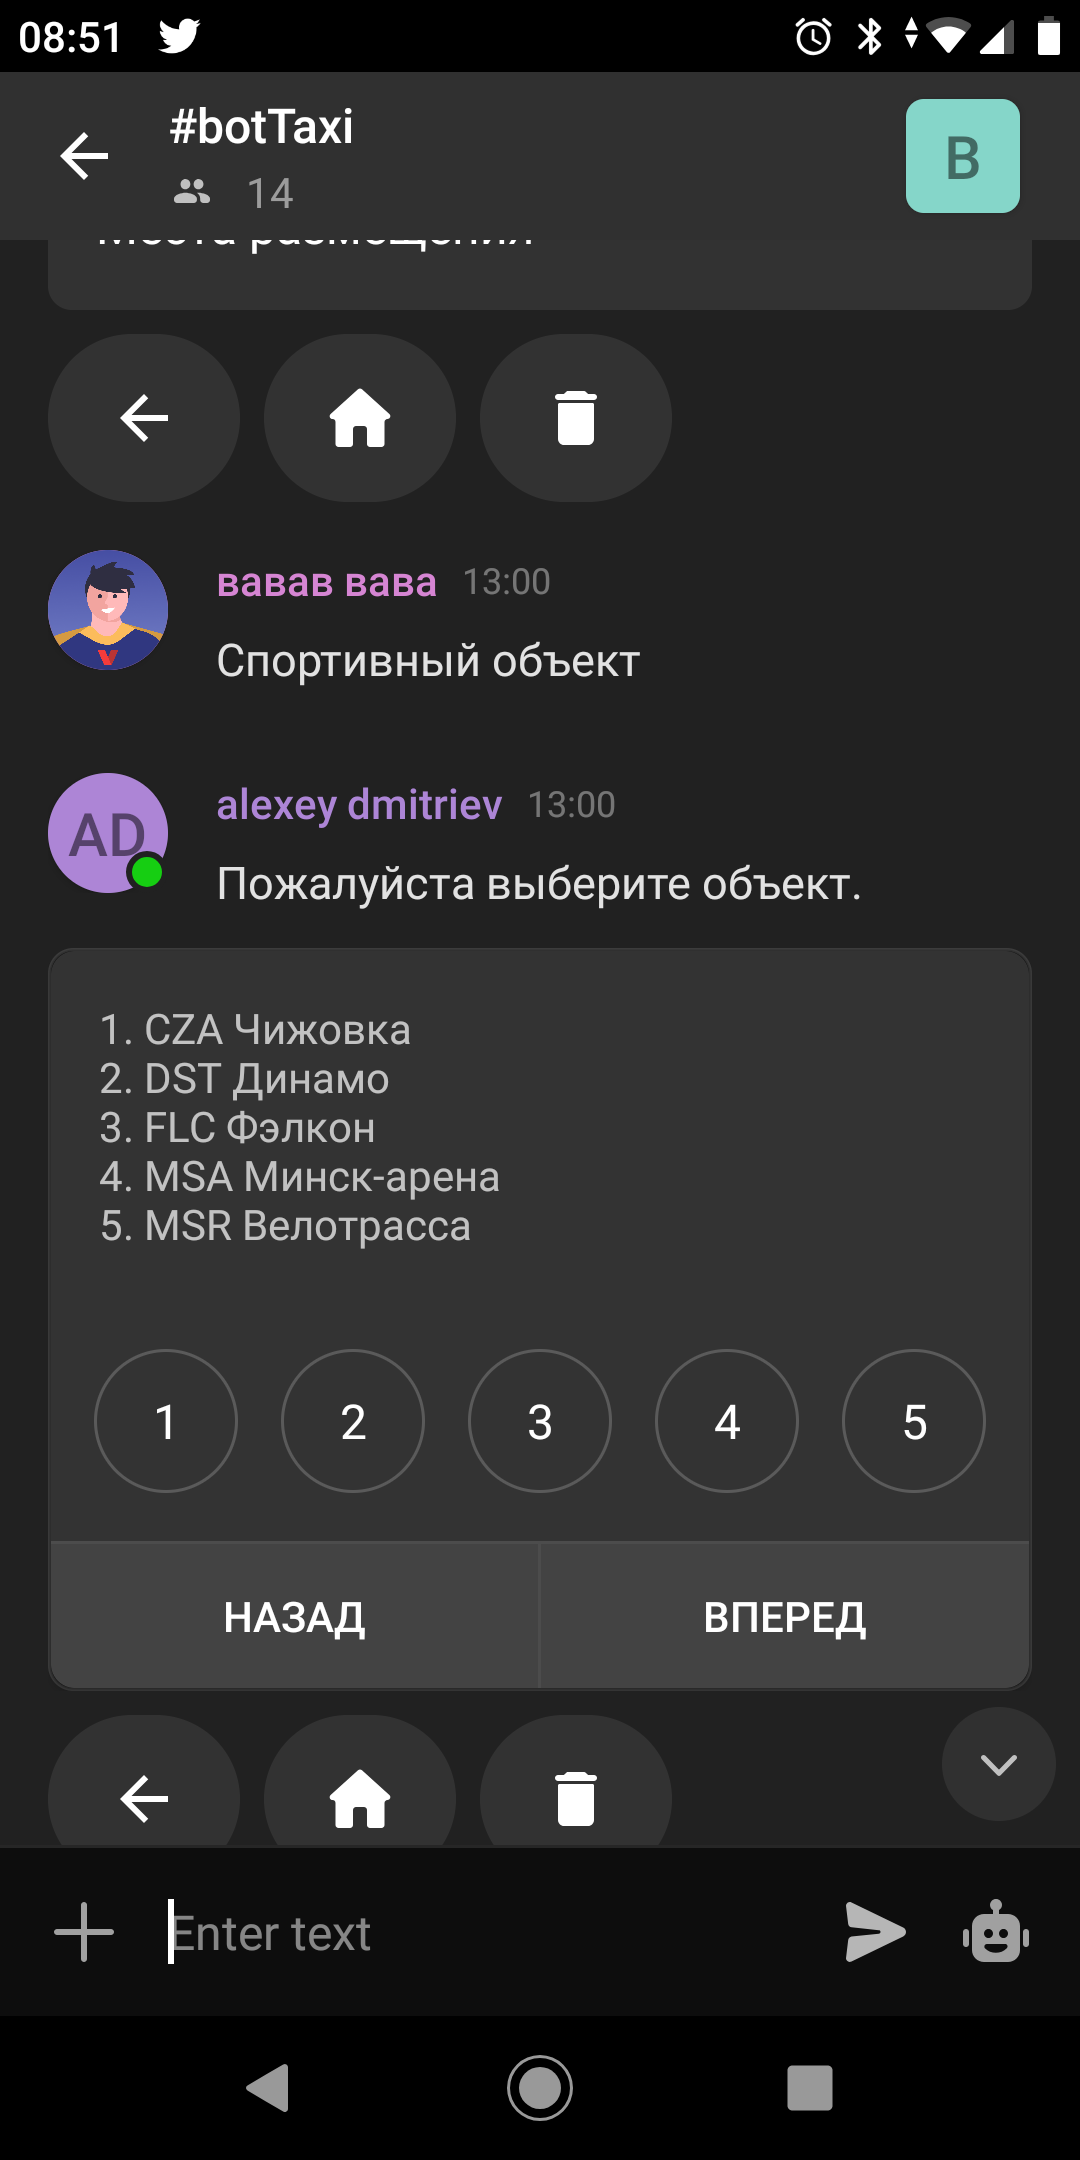 08:51
#botTaxi
14
B
Места размещения
вавав вава 13:00
Спортивный объект
AD
alexey dmitriev 13:00
Пожалуйста выберите объект.
1. CZA Чижовка
2. DST Динамо
3. FLC Фэлкон
4. MSA Минск-арена
5. MSR Велотрасса
1 2 3 4 5
НАЗАД ВПЕРЕД
Enter text